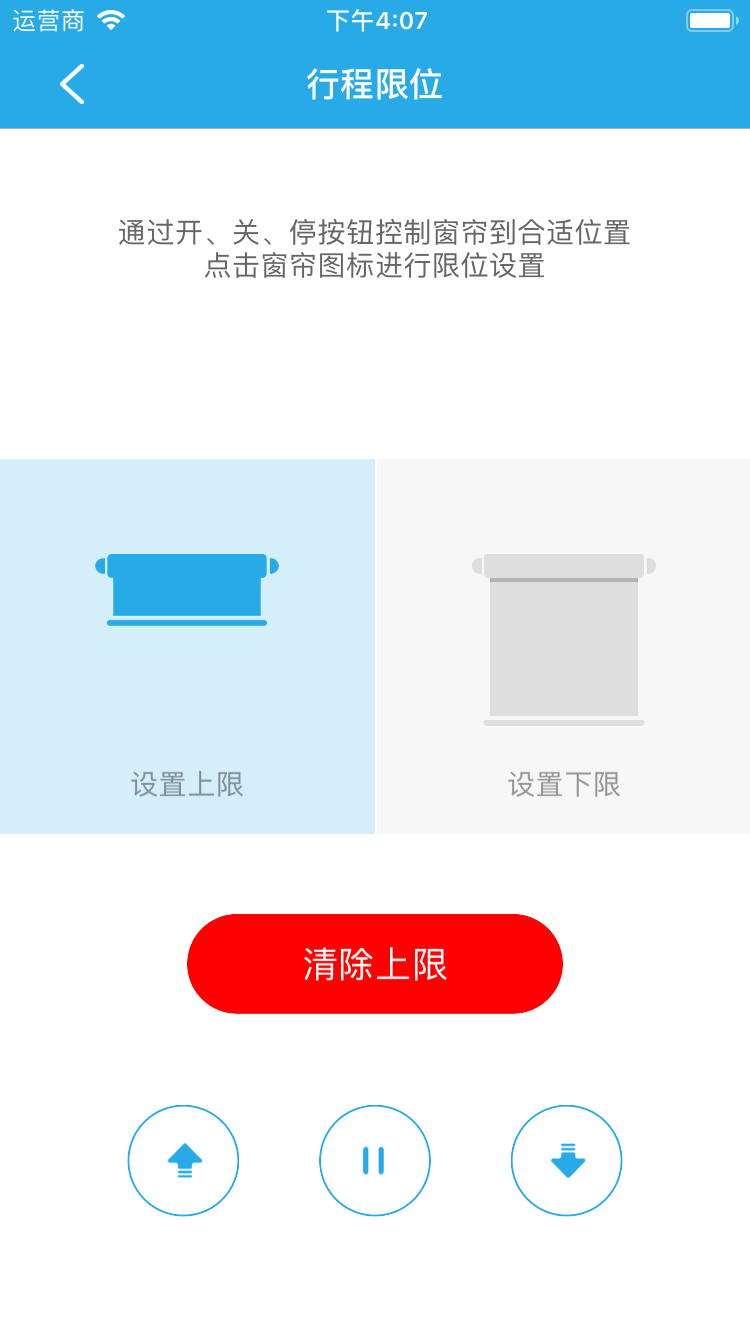 运营商 下午4:07
行程限位
通过开、关、停按钮控制窗帘到合适位置
点击窗帘图标进行限位设置
设置上限
设置下限
清除上限